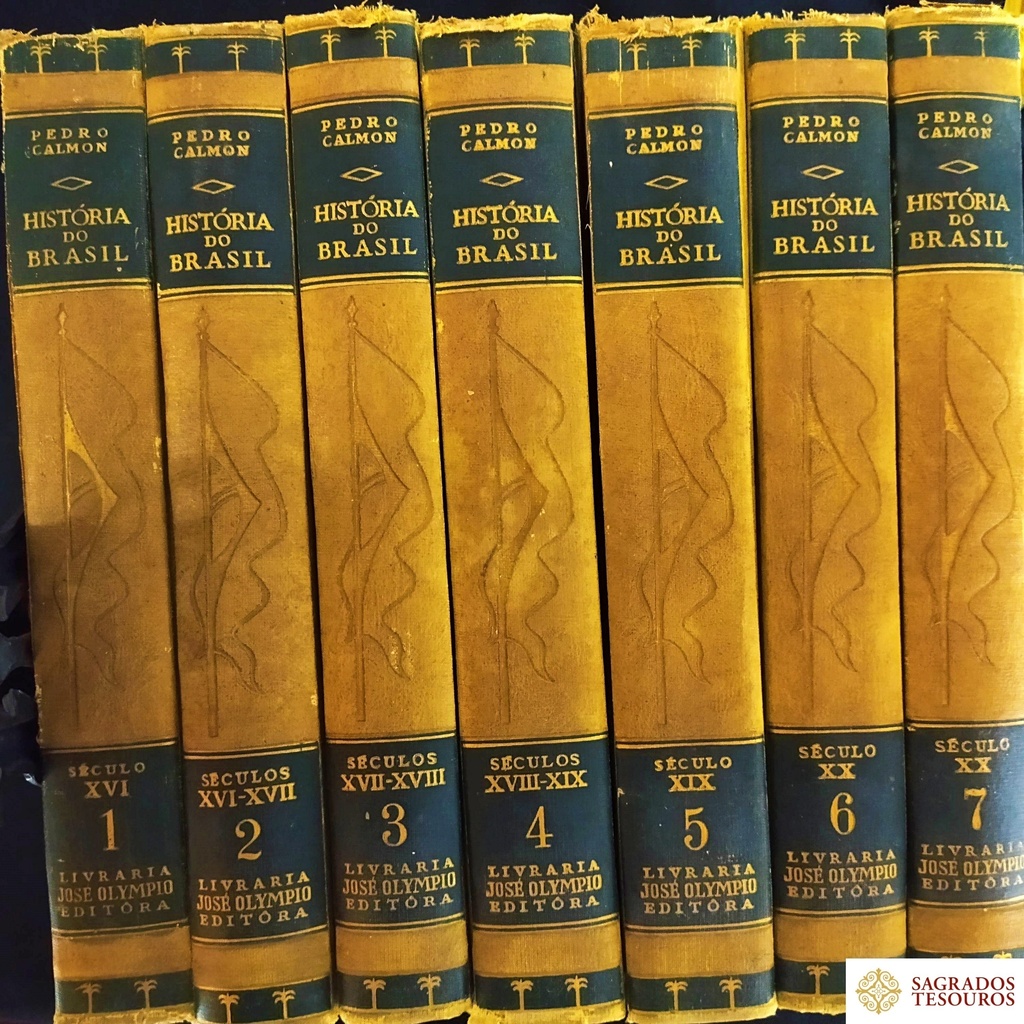 PEDRO
CALMON
HISTÓRIA
DO
BRASIL
SÉCULO
XVI
1
LIVRARIA
JOSÉ OLYMPIO
EDITÔRA
PEDRO
CALMON
HISTÓRIA
DO
BRASIL
SÉCULOS
XVI-XVII
2
LIVRARIA
JOSÉ OLYMPIO
EDITÔRA
PEDRO
CALMON
HISTÓRIA
DO
BRASIL
SÉCULOS
XVII-XVIII
3
LIVRARIA
JOSÉ OLYMPIO
EDITÔRA
PEDRO
CALMON
HISTÓRIA
DO
BRASIL
SÉCULOS
XVIII-XIX
4
LIVRARIA
JOSÉ OLYMPIO
EDITÔRA
PEDRO
CALMON
HISTÓRIA
DO
BRASIL
SÉCULO
XIX
5
LIVRARIA
JOSÉ OLYMPIO
EDITÔRA
PEDRO
CALMON
HISTÓRIA
DO
BRASIL
SÉCULO
XX
6
LIVRARIA
JOSÉ OLYMPIO
EDITÔRA
PEDRO
CALMON
HISTÓRIA
DO
BRASIL
SÉCULO
XX
7
LIVRARIA
JOSÉ OLYMPIO
EDITÔRA
SAGRADOS
TESOUROS